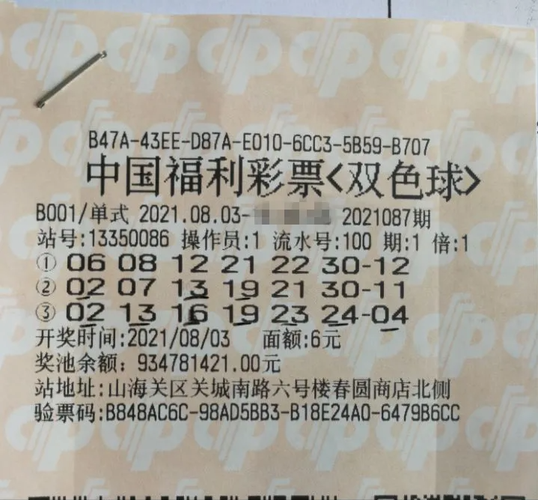 B47A-43EE-D87A-E010-6CC3-5B59-B707
中国福利彩票<双色球>
B001/单式 2021.08.03- 2021087期
站号:13350086 操作员:1 流水号:100 期:1 倍:1
① 06 08 12 21 22 30-12
② 02 07 13 19 21 30-11
③ 02 13 16 19 23 24-04
开奖时间:2021/08/03 面额:6元
奖池余额: 934781421.00元
站地址:山海关区关城南路六号楼春圆商店北侧
验票码:B848AC6C-98AD5BB3-B18E24A0-6479B6CC